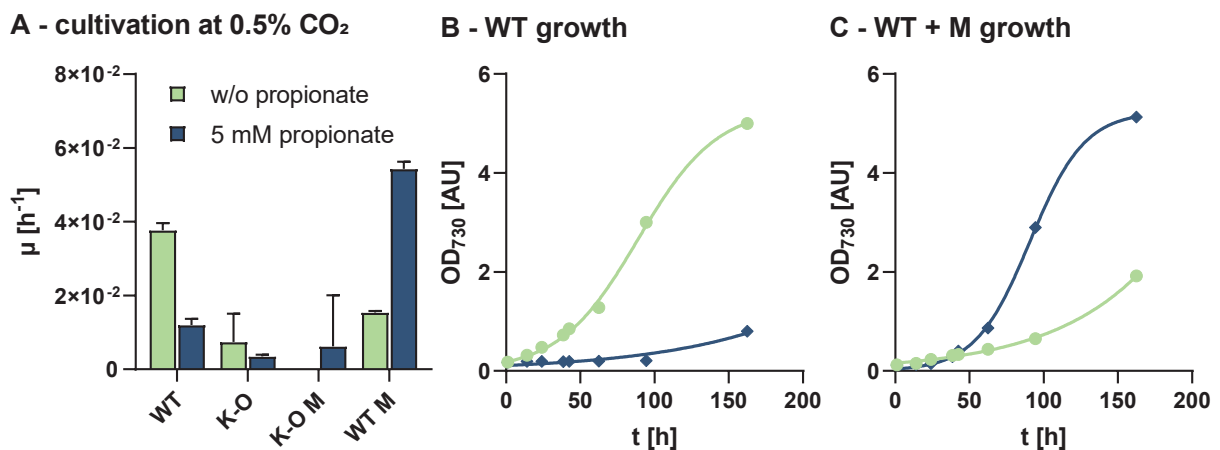 A - cultivation at 0.5% CO₂
8×10⁻²
6×10⁻²
4×10⁻²
2×10⁻²
0
µ [h⁻¹]
w/o propionate
5 mM propionate
WT
K-O
K-O M
WT M
B - WT growth
6
4
2
0
OD₇₃₀ [AU]
0
50
100
150
200
t [h]
C - WT + M growth
6
4
2
0
OD₇₃₀ [AU]
0
50
100
150
200
t [h]